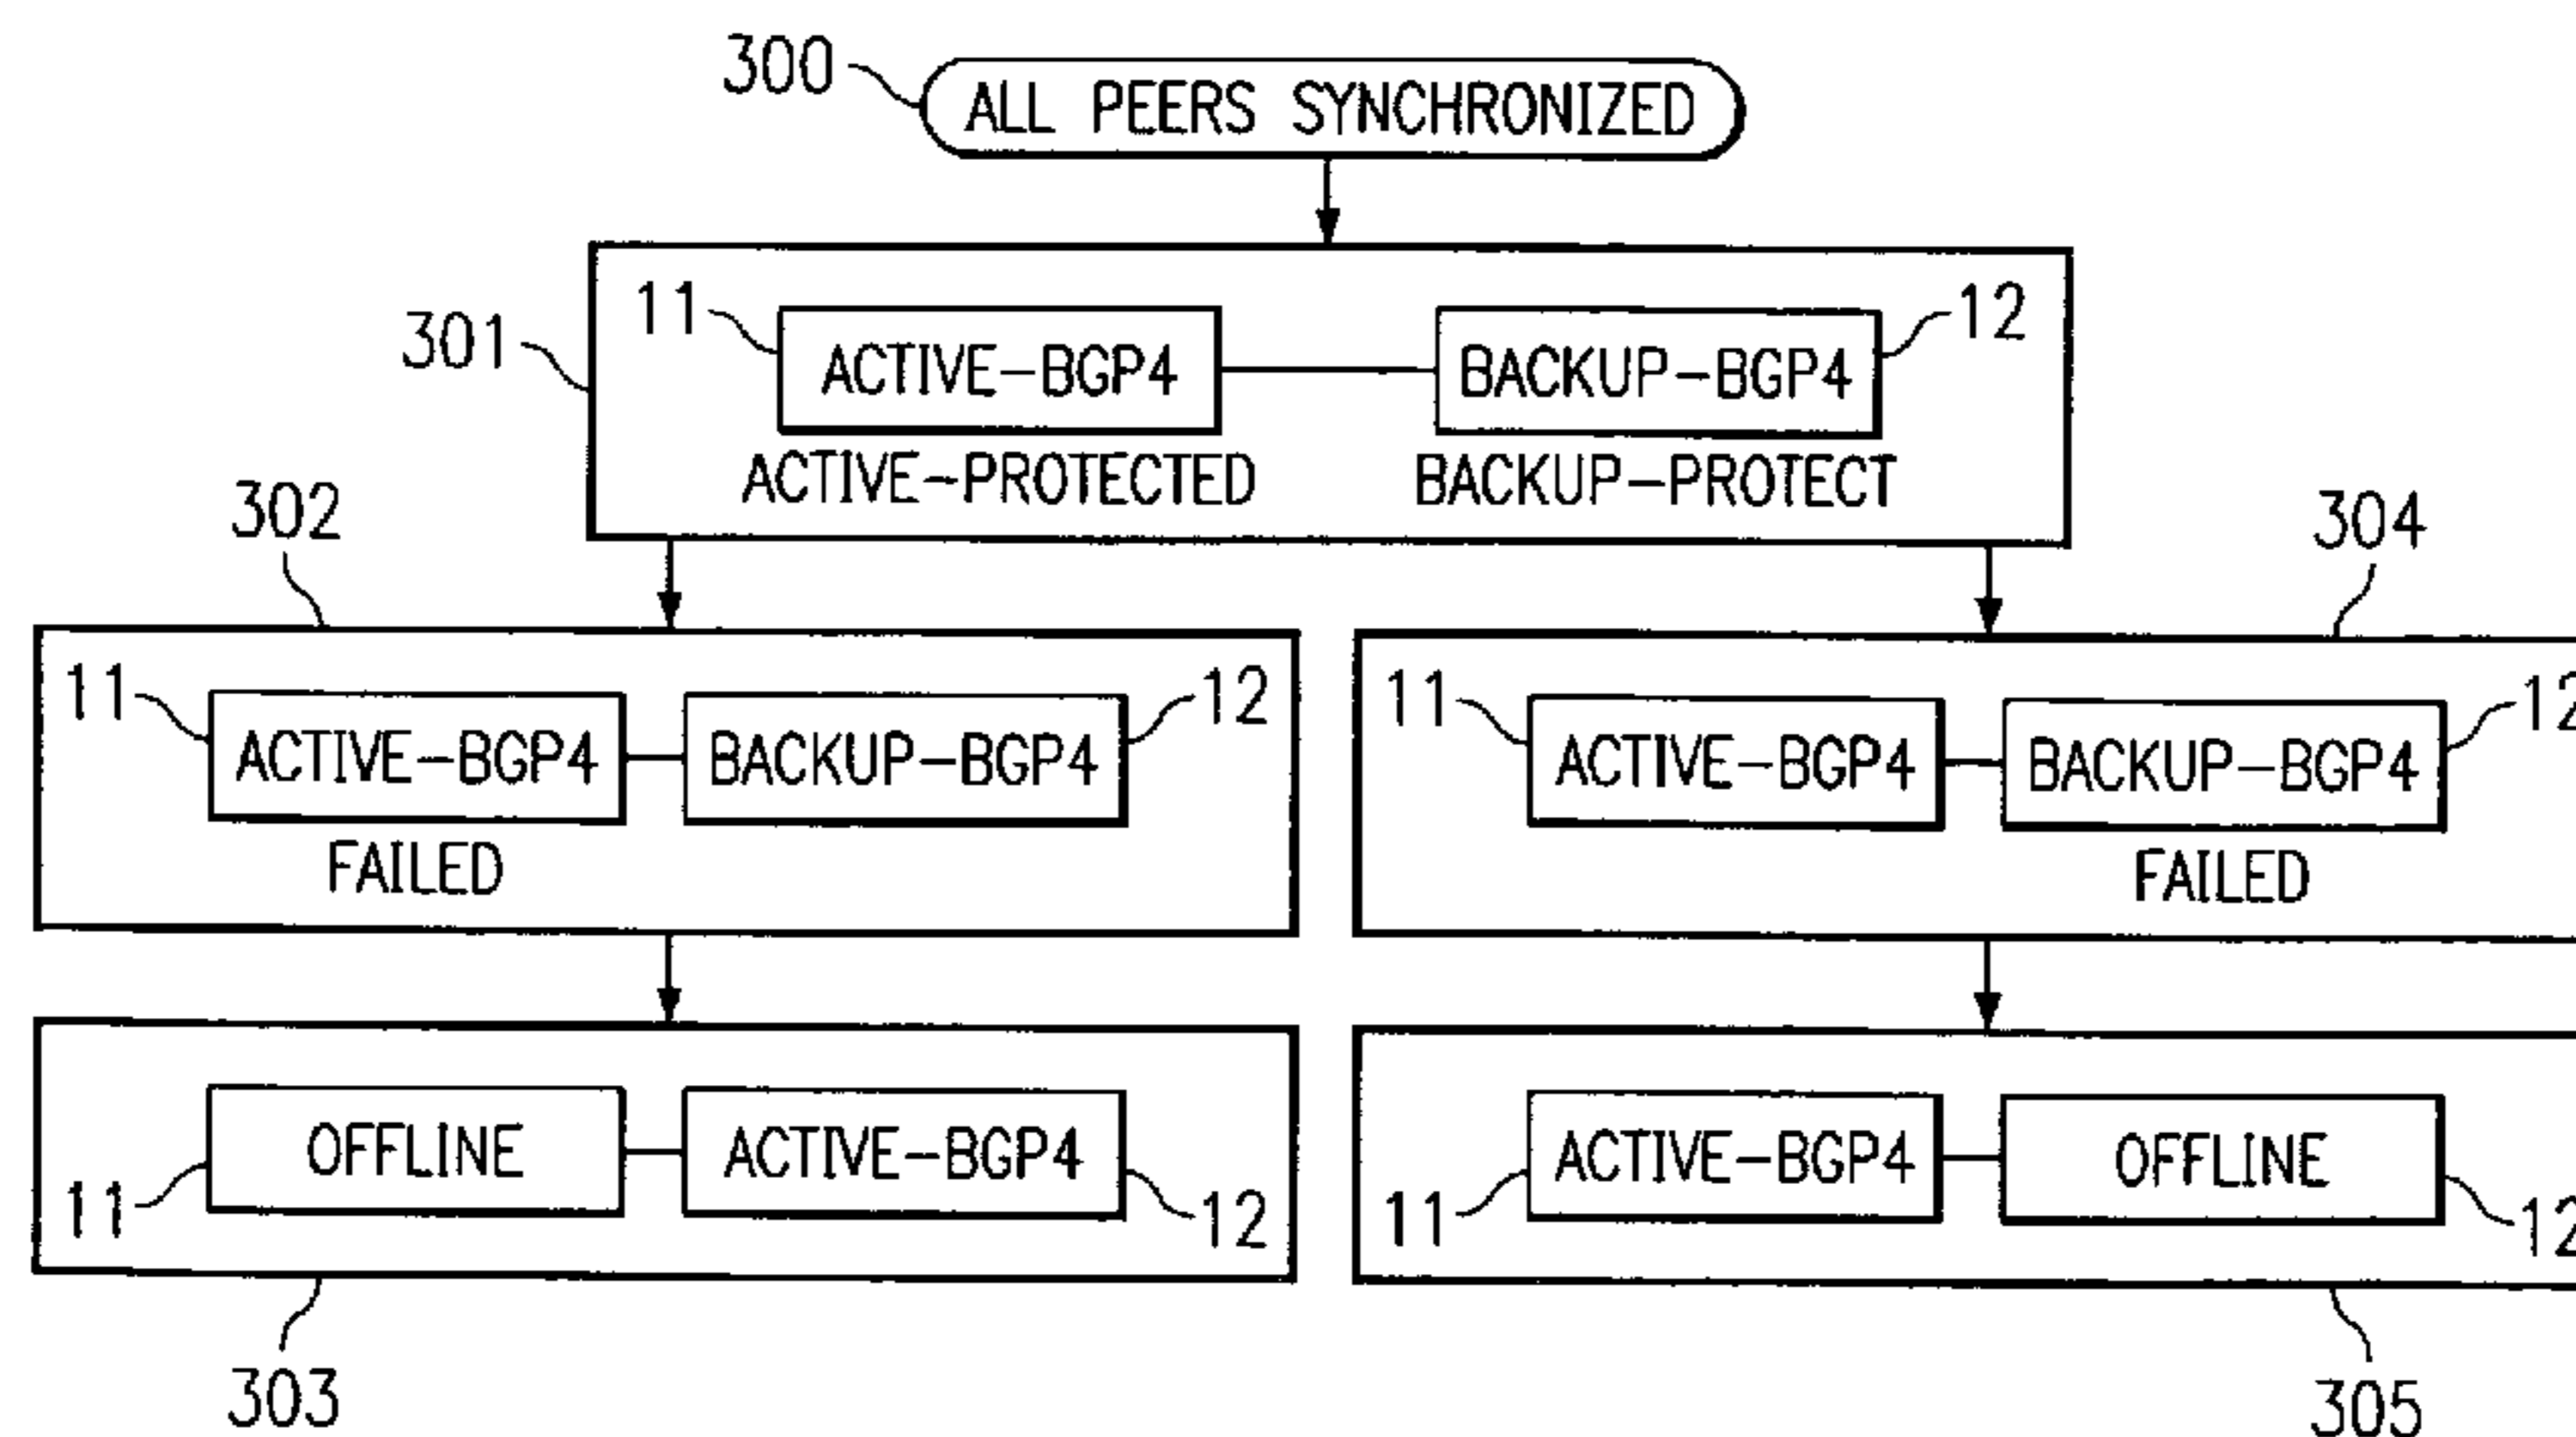 300
ALL PEERS SYNCHRONIZED
301
11
ACTIVE-BGP4
BACKUP-BGP4
12
ACTIVE-PROTECTED
BACKUP-PROTECT
302
11
ACTIVE-BGP4
BACKUP-BGP4
12
FAILED
304
11
ACTIVE-BGP4
BACKUP-BGP4
12
FAILED
11
OFFLINE
ACTIVE-BGP4
12
303
11
ACTIVE-BGP4
OFFLINE
12
305